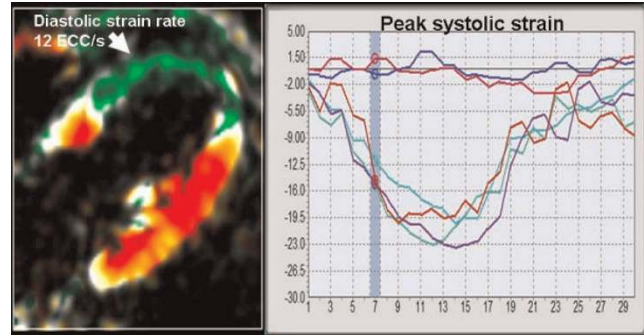 Diastolic strain rate
12 ECC/s
Peak systolic strain
5.00
1.50
-2.00
-5.50
-9.00
-12.5
-16.0
-19.5
-23.0
-26.5
-30.0
1 3 5 7 9 11 13 15 17 19 21 23 25 27 29